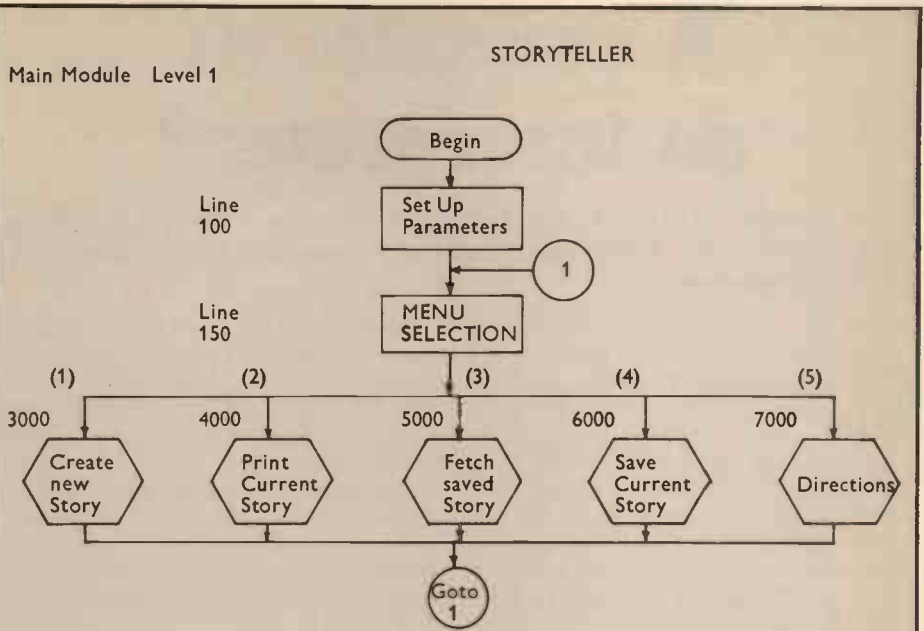 STORYTELLER
Main Module Level 1
Begin
Line
100
Set Up
Parameters
1
Line
150
MENU
SELECTION
(1)
(2)
(3)
(4)
(5)
3000
4000
5000
6000
7000
Create
new
Story
Print
Current
Story
Fetch
saved
Story
Save
Current
Story
Directions
Goto
1